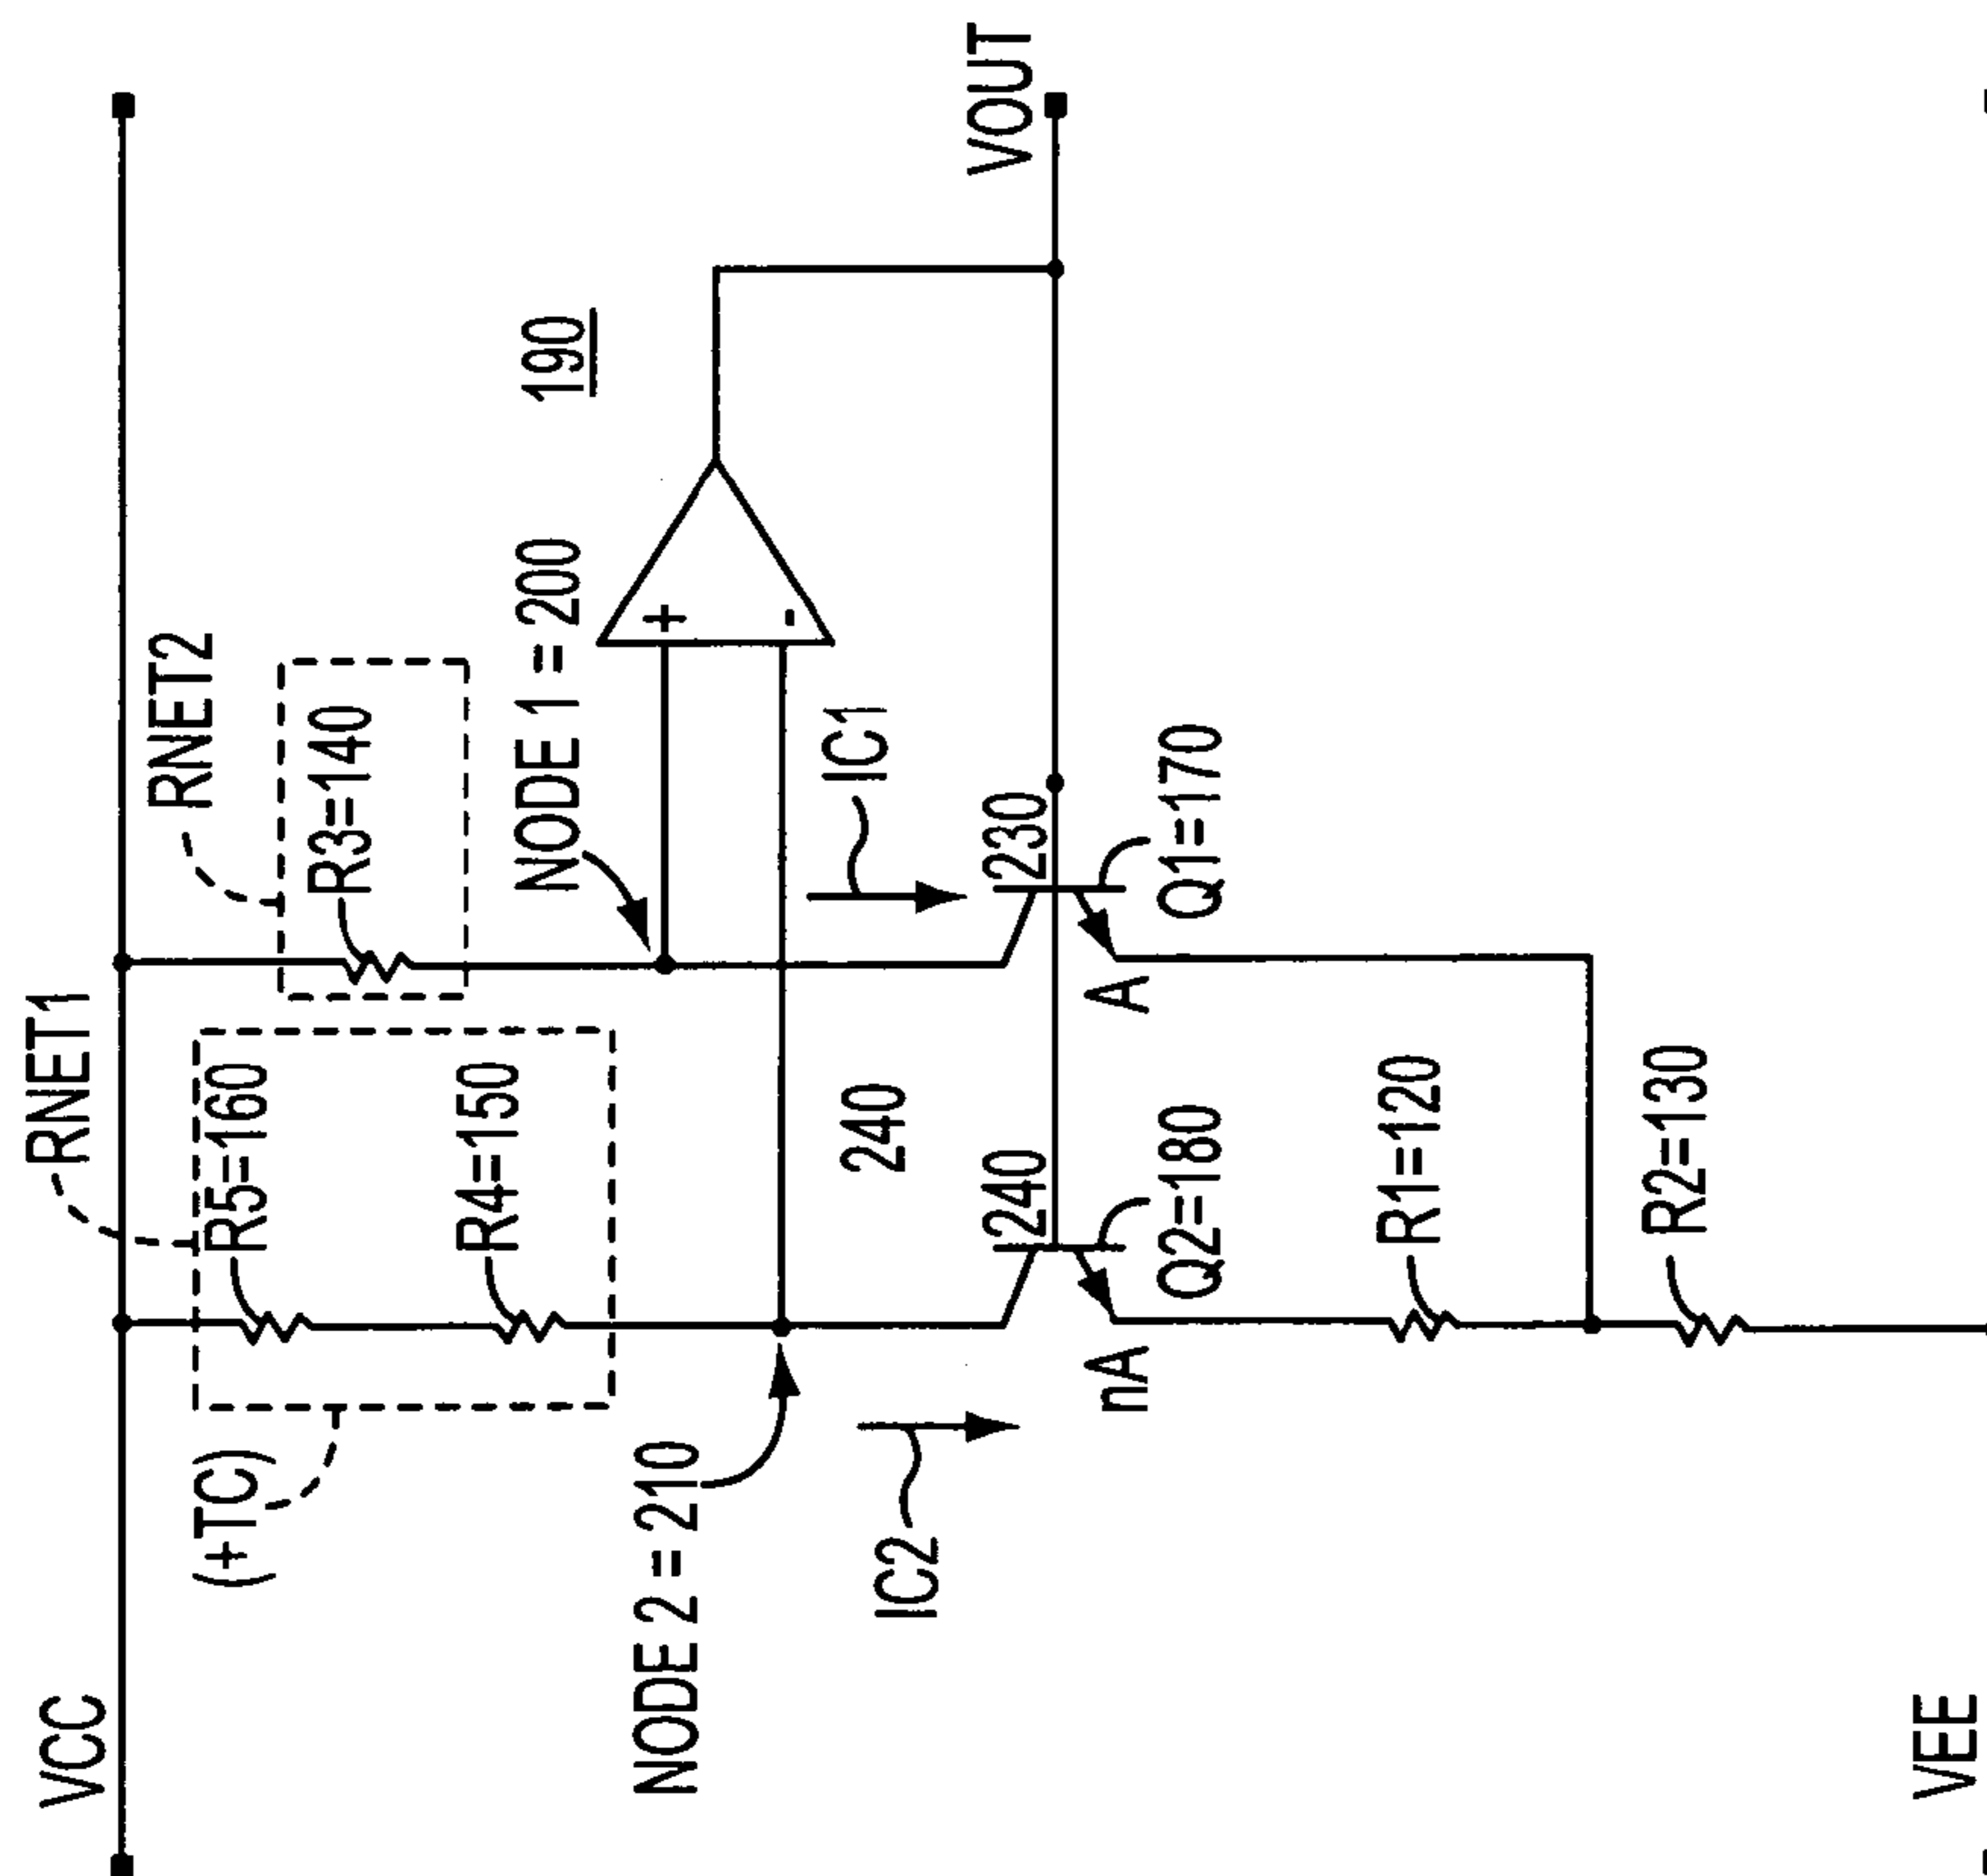 VCC
RNET1
RNET2
(+TC)
R5=160
R4=150
R3=140
NODE 1 = 200
190
NODE 2 = 210
240
IC1
IC2
240
230
VOUT
nA
A
Q2=180
Q1=170
R1=120
R2=130
VEE
+
-